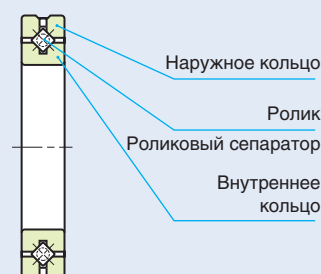 Наружное кольцо
Ролик
Роликовый сепаратор
Внутреннее
кольцо